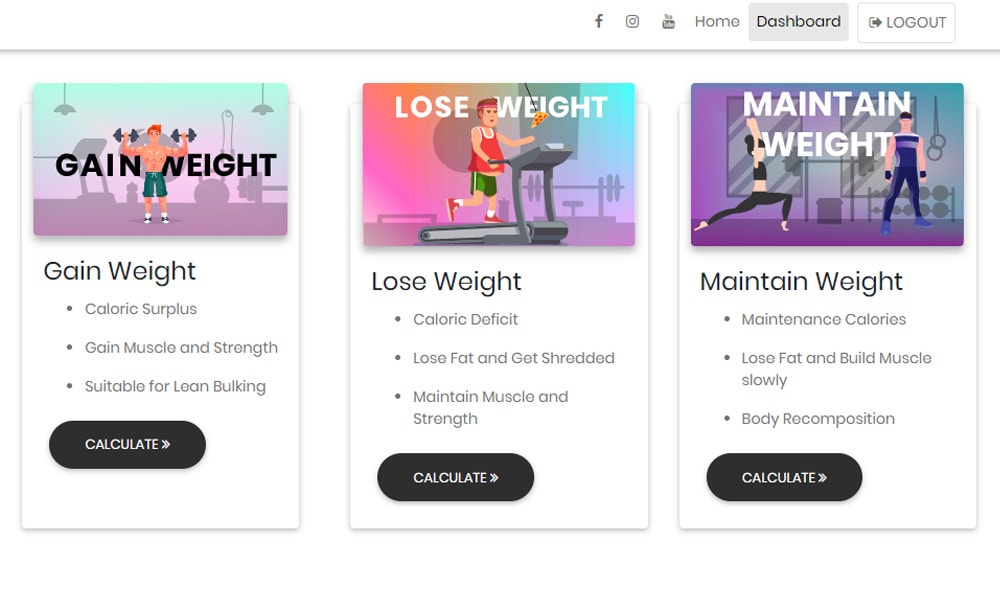 Home Dashboard LOGOUT
GAIN WEIGHT
LOSE WEIGHT
MAINTAIN
WEIGHT
Gain Weight
Caloric Surplus
Gain Muscle and Strength
Suitable for Lean Bulking
CALCULATE »
Lose Weight
Caloric Deficit
Lose Fat and Get Shredded
Maintain Muscle and
Strength
CALCULATE »
Maintain Weight
Maintenance Calories
Lose Fat and Build Muscle
slowly
Body Recomposition
CALCULATE »